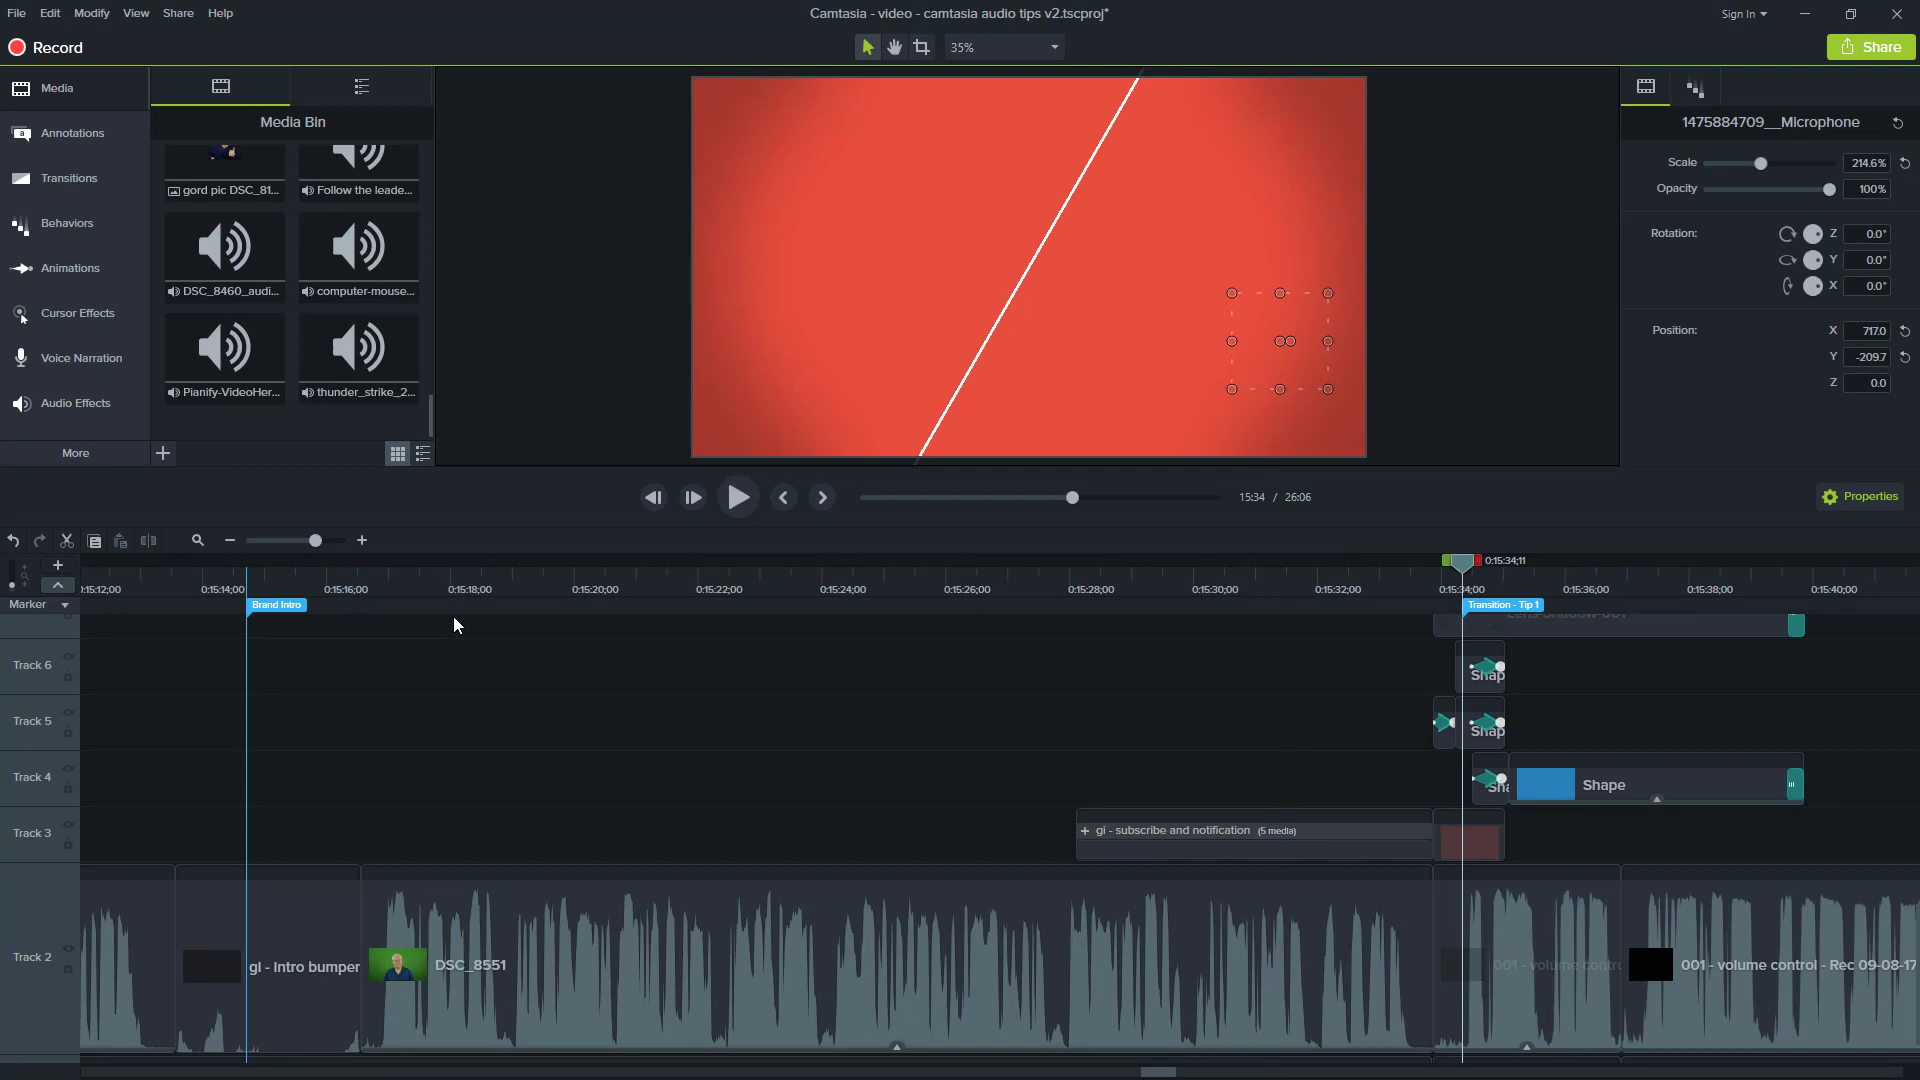 File Edit Modify View Share Help
Camtasia - video - camtasia audio tips v2.tscproj*
Sign In
Record
35%
Share
Media
Annotations
Transitions
Behaviors
Animations
Cursor Effects
Voice Narration
Audio Effects
More
Media Bin
gord pic DSC_81...
Follow the leade...
DSC_8460_audi...
computer-mouse...
Pianify-VideoHer...
thunder_strike_2...
1475884709__Microphone
Scale 214.6%
Opacity 100%
Rotation: Z 0.0°
Y 0.0°
X 0.0°
Position: X 717.0
Y -209.7
Z 0.0
15:34 / 26:06
Properties
0:15:34;11
0:15:12;00 0:15:14;00 0:15:16;00 0:15:18;00 0:15:20;00 0:15:22;00 0:15:24;00 0:15:26;00 0:15:28;00 0:15:30;00 0:15:32;00 0:15:34;00 0:15:36;00 0:15:38;00 0:15:40;00
Marker Brand Intro Transition - Tip 1
Track 6 Shap
Track 5 Shap
Track 4 Sha Shape
Track 3 gi - subscribe and notification (5 media)
Track 2 gi - Intro bumper DSC_8551 001 - volume contro 001 - volume control - Rec 09-08-17